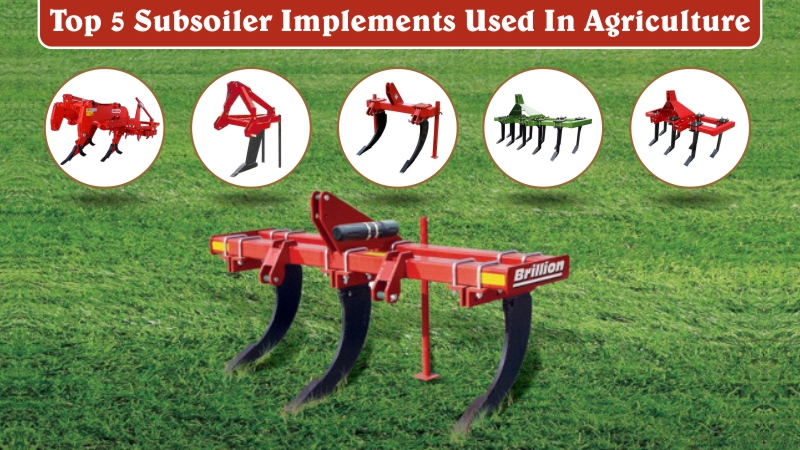 Top 5 Subsoiler Implements Used In Agriculture
Brillion